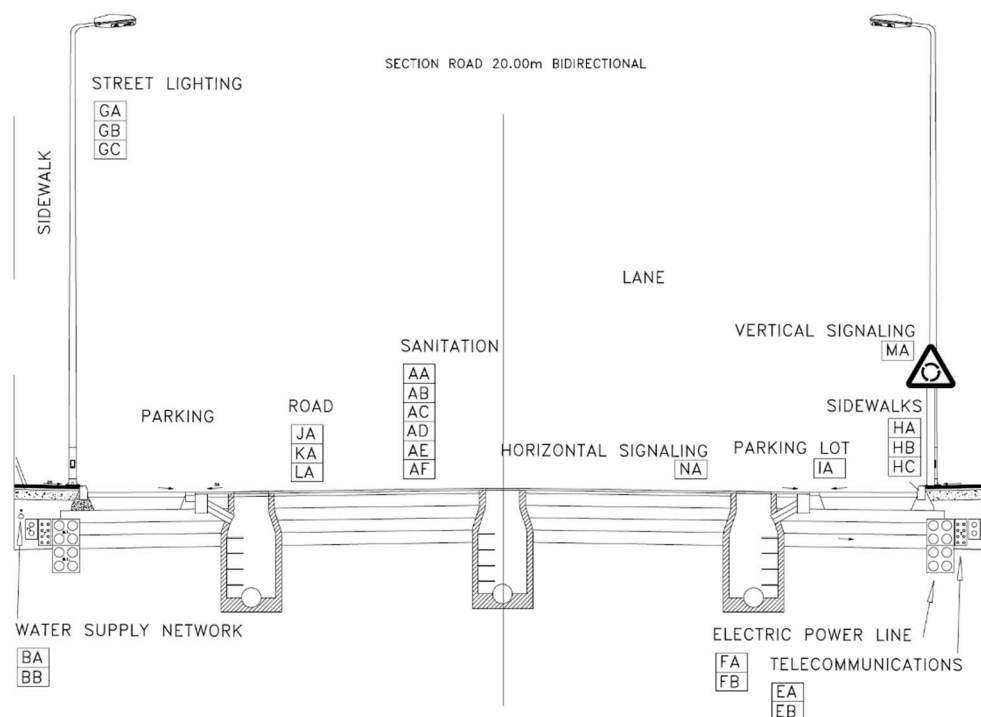 SECTION ROAD 20.00m BIDIRECTIONAL
STREET LIGHTING
GA
GB
GC
SIDEWALK
LANE
VERTICAL SIGNALING
MA
SANITATION
AA
AB
AC
AD
AE
AF
PARKING
ROAD
JA
KA
LA
SIDEWALKS
HA
HB
HC
HORIZONTAL SIGNALING
NA
PARKING LOT
IA
WATER SUPPLY NETWORK
BA
BB
ELECTRIC POWER LINE
FA
FB
TELECOMMUNICATIONS
EA
EB